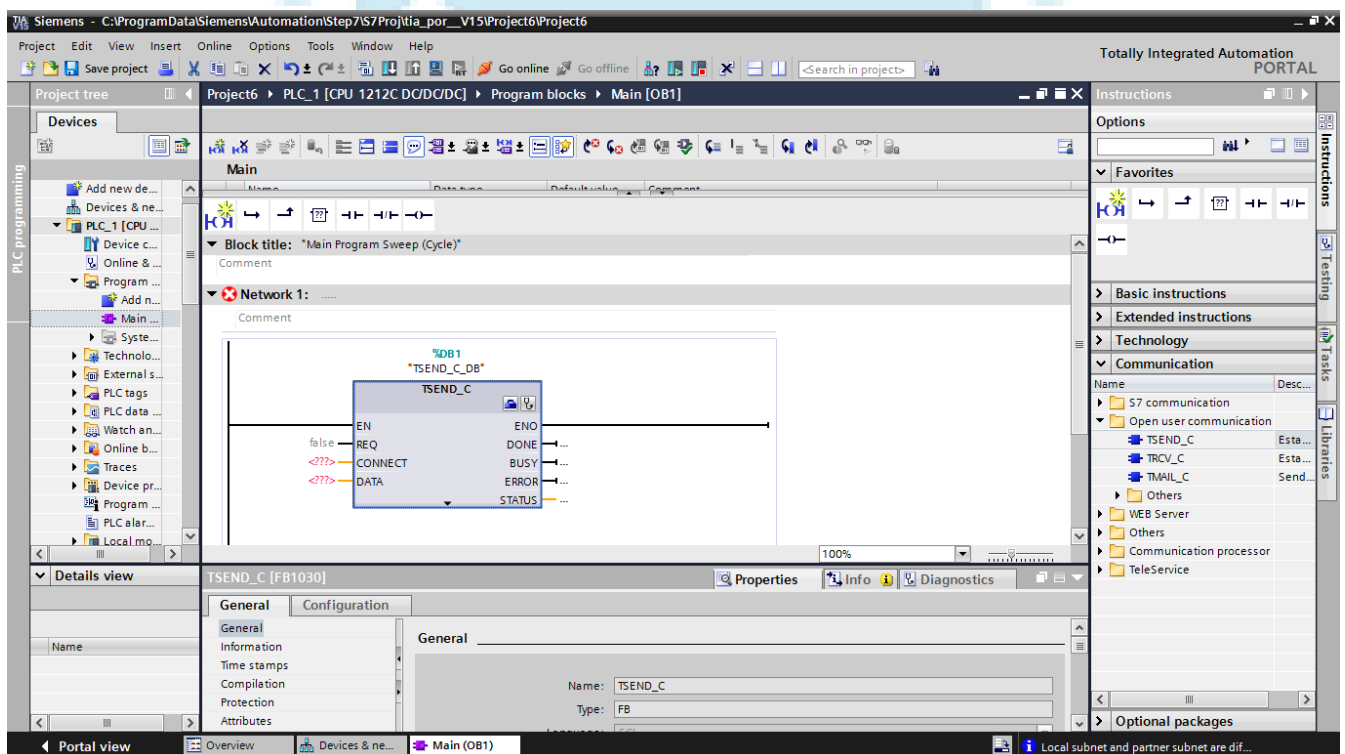 Siemens - C:\ProgramData\Siemens\Automation\Step7\S7Proj\tia_por__V15\Project6\Project6
Project Edit View Insert Online Options Tools Window Help
Totally Integrated Automation
PORTAL
Save project Go online Go offline <Search in project>
Project tree
Project6 PLC_1 [CPU 1212C DC/DC/DC] Program blocks Main [OB1]
Instructions
Devices
Options
Main
Name Data type Default value Comment
PLC programming
Add new de...
Devices & ne...
PLC_1 [CPU ...
Device c...
Online & ...
Program ...
Add n...
Main ...
Syste...
Technolo...
External s...
PLC tags
PLC data ...
Watch an...
Online b...
Traces
Device pr...
Program ...
PLC alar...
Local mo...
Block title: "Main Program Sweep (Cycle)"
Comment
Network 1: .....
Comment
%DB1
"TSEND_C_DB"
TSEND_C
EN ENO
false REQ DONE ...
<???> CONNECT BUSY ...
<???> DATA ERROR ...
STATUS ...
100%
Favorites
??
Basic instructions
Extended instructions
Technology
Communication
Name Desc...
S7 communication
Open user communication
TSEND_C Esta...
TRCV_C Esta...
TMAIL_C Send...
Others
WEB Server
Others
Communication processor
TeleService
Optional packages
Instructions
Testing
Tasks
Libraries
Details view
Name
TSEND_C [FB1030]
Properties Info Diagnostics
General Configuration
General
Information
Time stamps
Compilation
Protection
Attributes
General
Name: TSEND_C
Type: FB
Portal view Overview Devices & ne... Main (OB1) Local subnet and partner subnet are dif...